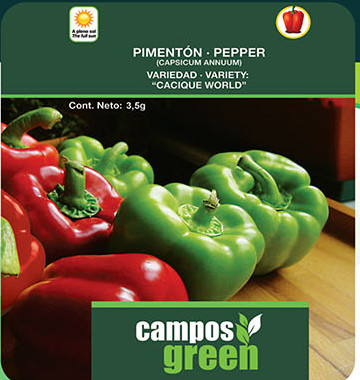 A pleno sol
The full sun
PIMENTÓN · PEPPER
(CAPSICUM ANNUUM)
VARIEDAD · VARIETY:
“CACIQUE WORLD”
Cont. Neto: 3,5g
campos
green